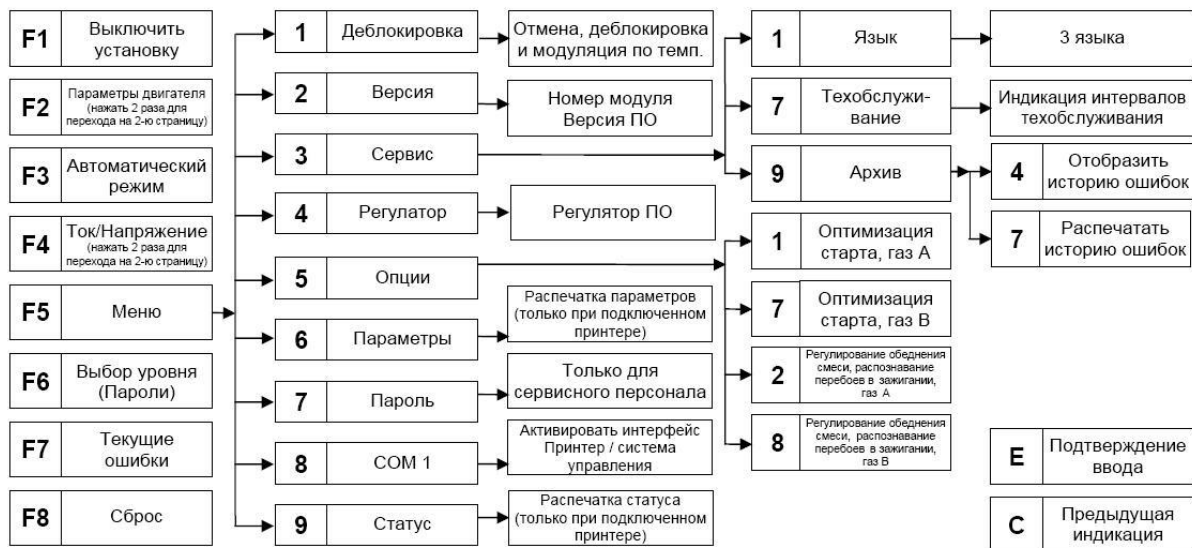 F1
Выключить
установку
F2
Параметры двигателя
(нажать 2 раза для
перехода на 2-ю страницу)
F3
Автоматический
режим
F4
Ток/Напряжение
(нажать 2 раза для
перехода на 2-ю страницу)
F5
Меню
F6
Выбор уровня
(Пароли)
F7
Текущие
ошибки
F8
Сброс
1
Деблокировка
Отмена, деблокировка
и модуляция по темп.
2
Версия
Номер модуля
Версия ПО
3
Сервис
4
Регулатор
Регулятор ПО
5
Опции
6
Параметры
Распечатка параметров
(только при подключенном
принтере)
7
Пароль
Только для
сервисного персонала
8
COM 1
Активировать интерфейс
Принтер / система
управления
9
Статус
Распечатка статуса
(только при подключенном
принтере)
1
Язык
3 языка
7
Техобслужи-
вание
Индикация интервалов
техобслуживания
9
Архив
4
Отобразить
историю ошибок
7
Распечатать
историю ошибок
1
Оптимизация
старта, газ А
7
Оптимизация
старта, газ В
2
Регулирование обеднения
смеси, распознавание
перебоев в зажигании,
газ А
8
Регулирование обеднения
смеси, распознавание
перебоев в зажигании,
газ В
E
Подтверждение
ввода
C
Предыдущая
индикация